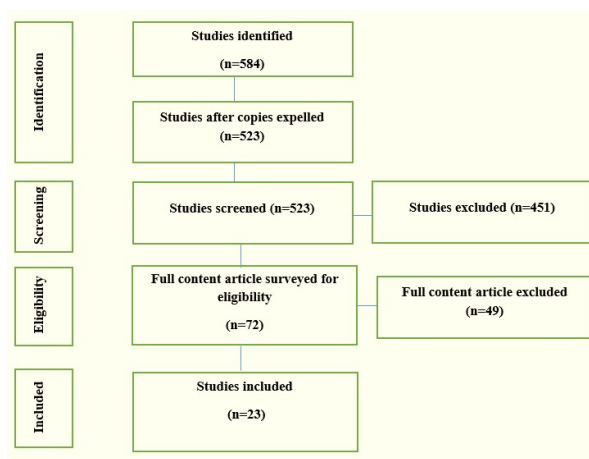 Identification
Studies identified
(n=584)
Studies after copies expelled
(n=523)
Screening
Studies screened (n=523)
Studies excluded (n=451)
Eligibility
Full content article surveyed for
eligibility
(n=72)
Full content article excluded
(n=49)
Included
Studies included
(n=23)